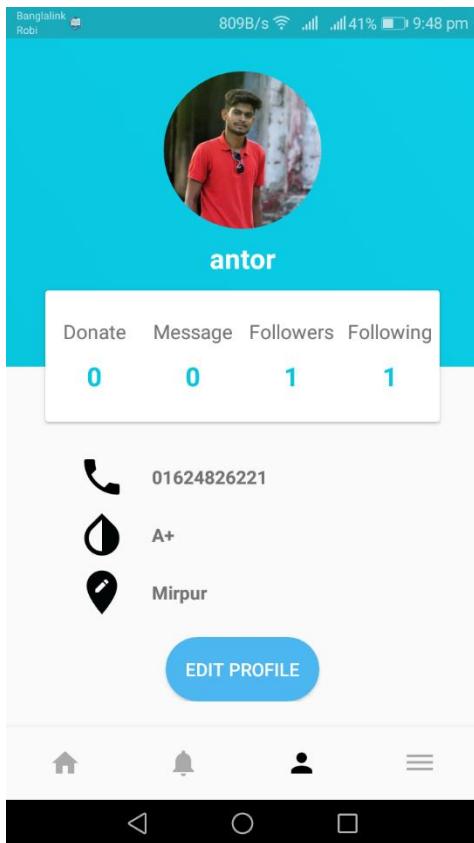 Banglalink
Robi
809B/s 41% 9:48 pm
antor
Donate Message Followers Following
0 0 1 1
01624826221
A+
Mirpur
EDIT PROFILE